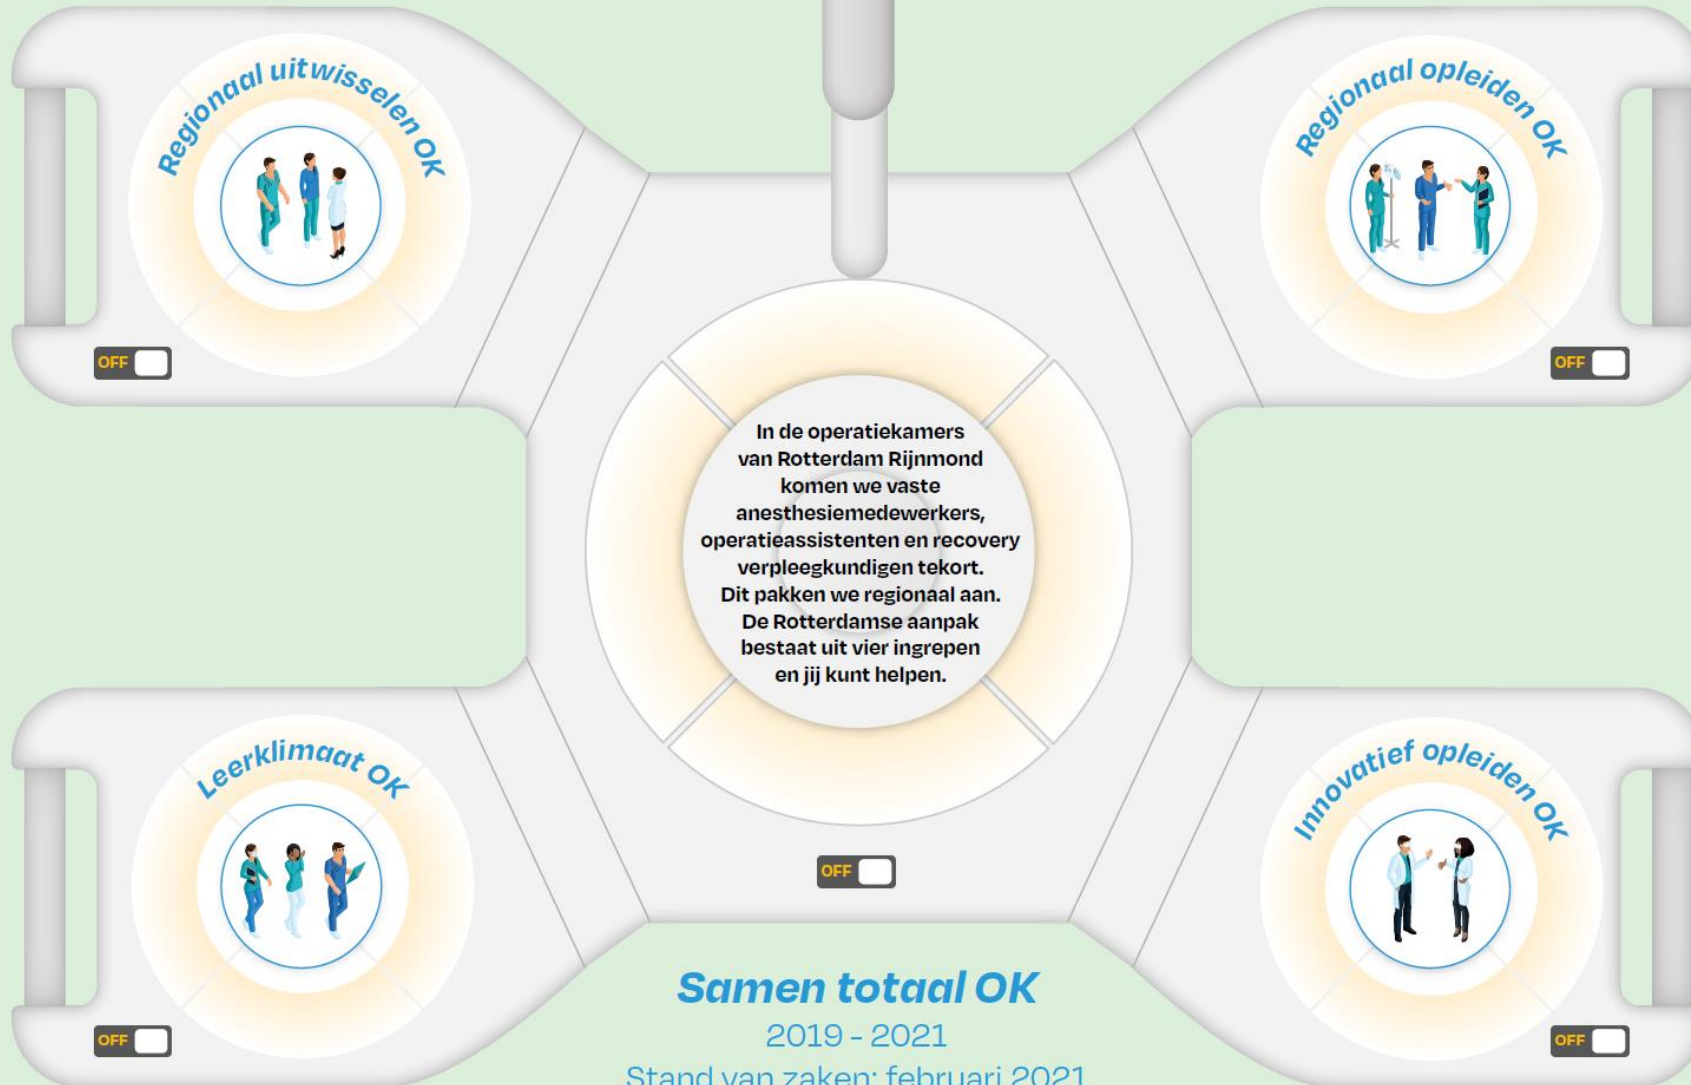 Regionaal uitwisselen OK
OFF
Regionaal opleiden OK
OFF
In de operatiekamers
van Rotterdam Rijnmond
komen we vaste
anesthesiemedewerkers,
operatieassistenten en recovery
verpleegkundigen tekort.
Dit pakken we regionaal aan.
De Rotterdamse aanpak
bestaat uit vier ingrepen
en jij kunt helpen.
OFF
Leerklimaat OK
OFF
Innovatief opleiden OK
OFF
Samen totaal OK
2019 - 2021
Stand van zaken: februari 2021